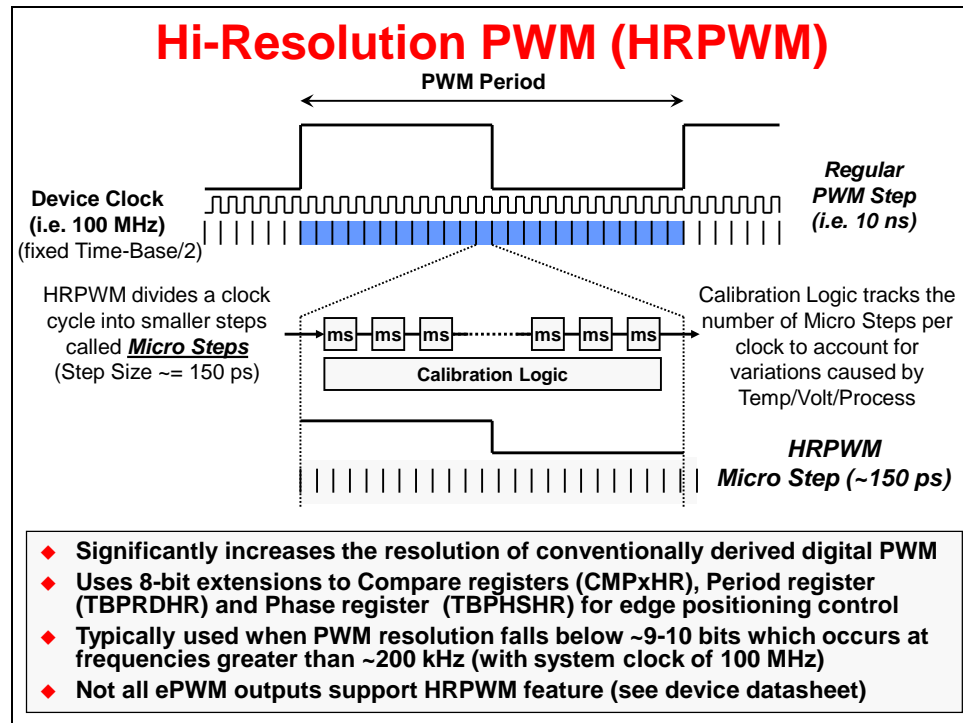 Hi-Resolution PWM (HRPWM)
PWM Period
Device Clock
(i.e. 100 MHz)
(fixed Time-Base/2)
Regular
PWM Step
(i.e. 10 ns)
HRPWM divides a clock
cycle into smaller steps
called Micro Steps
(Step Size ~= 150 ps)
ms ms ms ms ms ms
Calibration Logic
Calibration Logic tracks the
number of Micro Steps per
clock to account for
variations caused by
Temp/Volt/Process
HRPWM
Micro Step (~150 ps)
◆ Significantly increases the resolution of conventionally derived digital PWM
◆ Uses 8-bit extensions to Compare registers (CMPxHR), Period register
(TBPRDHR) and Phase register (TBPHSHR) for edge positioning control
◆ Typically used when PWM resolution falls below ~9-10 bits which occurs at
frequencies greater than ~200 kHz (with system clock of 100 MHz)
◆ Not all ePWM outputs support HRPWM feature (see device datasheet)